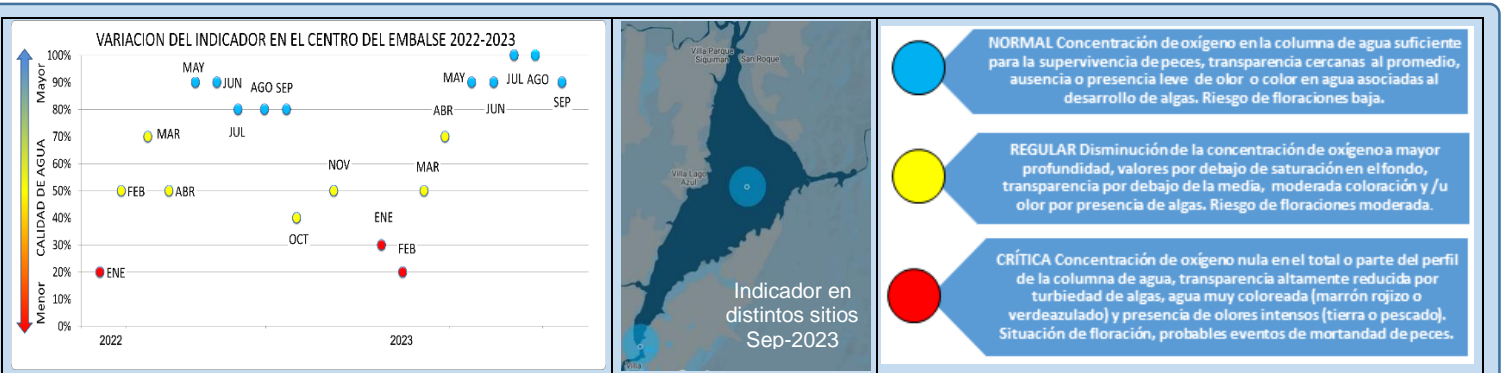 VARIACION DEL INDICADOR EN EL CENTRO DEL EMBALSE 2022-2023
Mayor
CALIDAD DE AGUA
Menor
100%
90%
80%
70%
60%
50%
40%
30%
20%
10%
0%
ENE
FEB
MAR
ABR
MAY
JUN
JUL
AGO
SEP
OCT
NOV
ENE
FEB
MAR
ABR
MAY
JUN
JUL
AGO
SEP
2022
2023
Villa Parque
Siquiman
San Roque
Villa Lago
Azul
Villa
Indicador en
distintos sitios
Sep-2023
NORMAL Concentración de oxígeno en la columna de agua suficiente
para la supervivencia de peces, transparencia cercanas al promedio,
ausencia o presencia leve de olor o color en agua asociadas al
desarrollo de algas. Riesgo de floraciones baja.
REGULAR Disminución de la concentración de oxígeno a mayor
profundidad, valores por debajo de saturación en el fondo,
transparencia por debajo de la media, moderada coloración y /u
olor por presencia de algas. Riesgo de floraciones moderada.
CRÍTICA Concentración de oxígeno nula en el total o parte del perfil
de la columna de agua, transparencia altamente reducida por
turbiedad de algas, agua muy coloreada (marrón rojizo o
verdeazulado) y presencia de olores intensos (tierra o pescado).
Situación de floración, probables eventos de mortandad de peces.